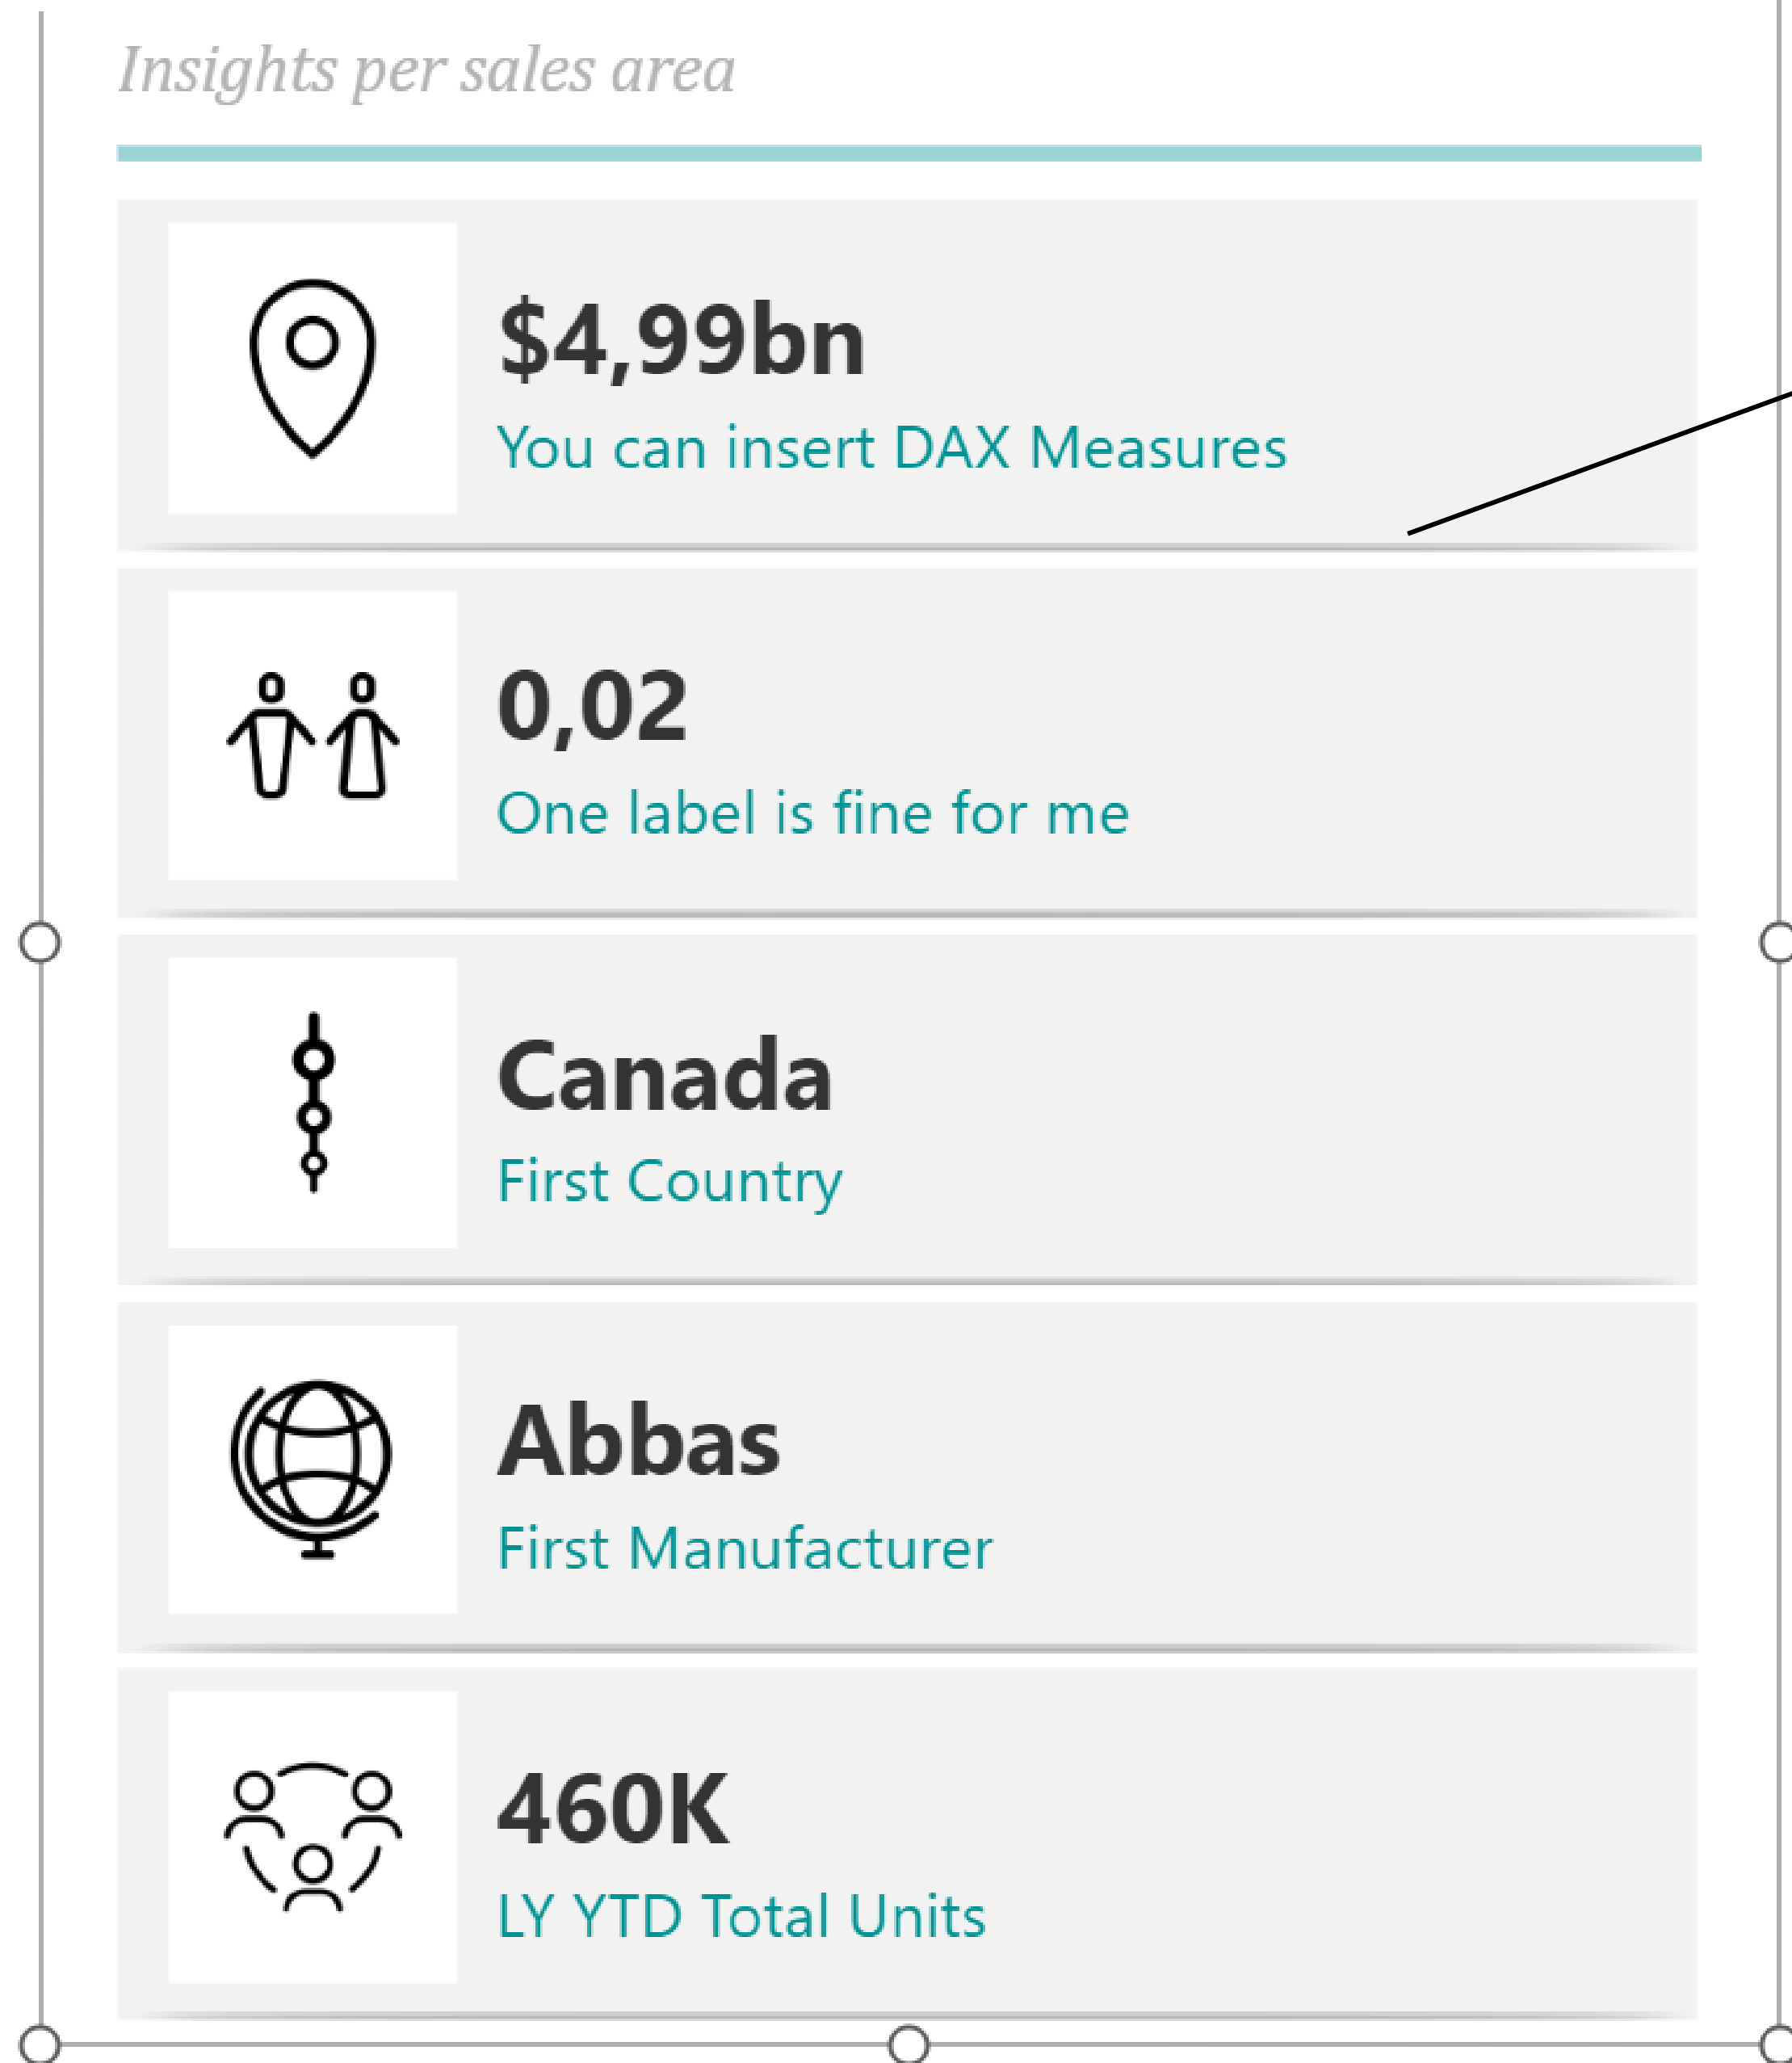 Insights per sales area
$4,99bn
You can insert DAX Measures
0,02
One label is fine for me
Canada
First Country
Abbas
First Manufacturer
460K
LY YTD Total Units